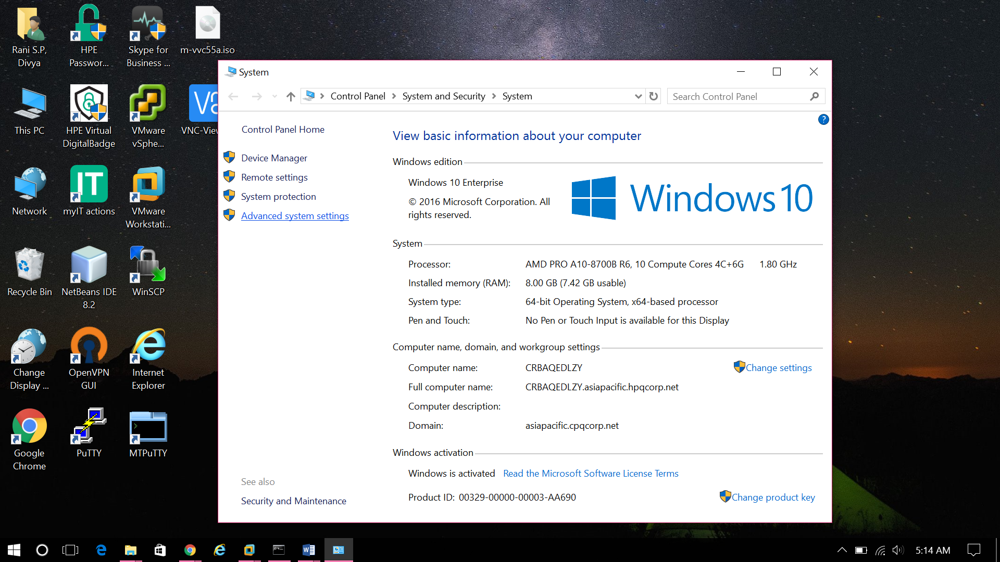 Rani S.P,
Divya
HPE
Passwor...
Skype for
Business ...
m-vvc55a.iso
This PC
HPE Virtual
DigitalBadge
VMware
vSphe...
VNC-View
Network
IT
myIT actions
VMware
Workstati...
Recycle Bin
NetBeans IDE
8.2
WinSCP
Change
Display ...
OpenVPN
GUI
Internet
Explorer
Google
Chrome
PuTTY
MTPuTTY
System
Control Panel > System and Security > System
Search Control Panel
Control Panel Home
Device Manager
Remote settings
System protection
Advanced system settings
See also
Security and Maintenance
?
View basic information about your computer
Windows edition
Windows 10 Enterprise
© 2016 Microsoft Corporation. All
rights reserved.
Windows 10
System
Processor: AMD PRO A10-8700B R6, 10 Compute Cores 4C+6G 1.80 GHz
Installed memory (RAM): 8.00 GB (7.42 GB usable)
System type: 64-bit Operating System, x64-based processor
Pen and Touch: No Pen or Touch Input is available for this Display
Computer name, domain, and workgroup settings
Computer name: CRBAQEDLZY Change settings
Full computer name: CRBAQEDLZY.asiapacific.hpqcorp.net
Computer description:
Domain: asiapacific.cpqcorp.net
Windows activation
Windows is activated Read the Microsoft Software License Terms
Product ID: 00329-00000-00003-AA690 Change product key
5:14 AM